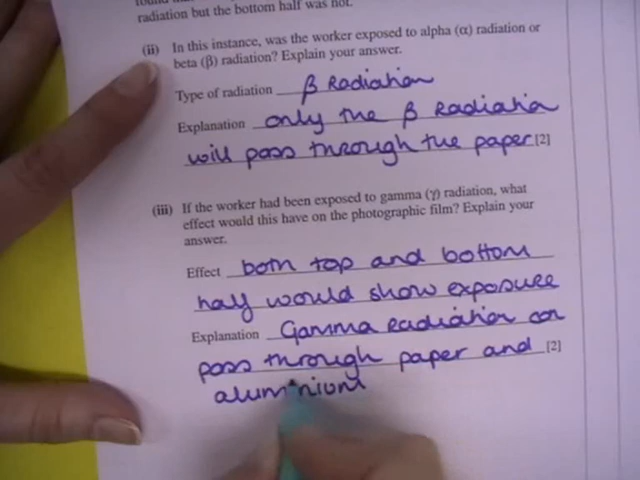 radiation but the bottom half was not.
(ii) In this instance, was the worker exposed to alpha (α) radiation or
beta (β) radiation? Explain your answer.
Type of radiation β Radiation
Explanation only the β Radiation
will pass through the paper [2]
(iii) If the worker had been exposed to gamma (γ) radiation, what
effect would this have on the photographic film? Explain your
answer.
Effect both top and bottom
half would show exposure
Explanation Gamma radiation can
pass through paper and [2]
aluminium